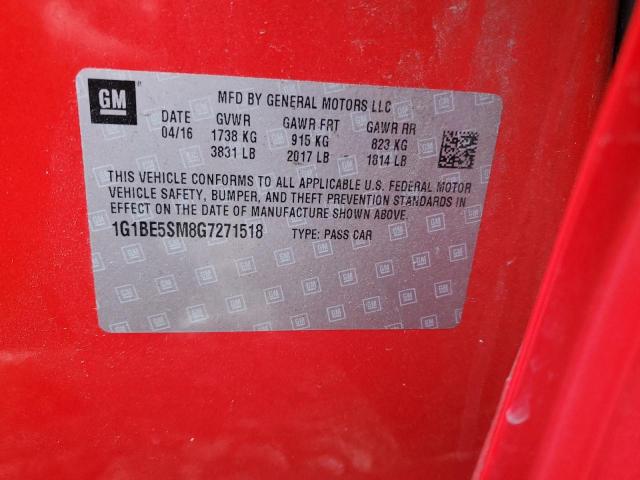 GM
MFD BY GENERAL MOTORS LLC
DATE GVWR GAWR FRT GAWR RR
04/16 1738 KG 915 KG 823 KG
3831 LB 2017 LB 1814 LB
THIS VEHICLE CONFORMS TO ALL APPLICABLE U.S. FEDERAL MOTOR
VEHICLE SAFETY, BUMPER, AND THEFT PREVENTION STANDARDS IN
EFFECT ON THE DATE OF MANUFACTURE SHOWN ABOVE.
1G1BE5SM8G7271518 TYPE: PASS CAR